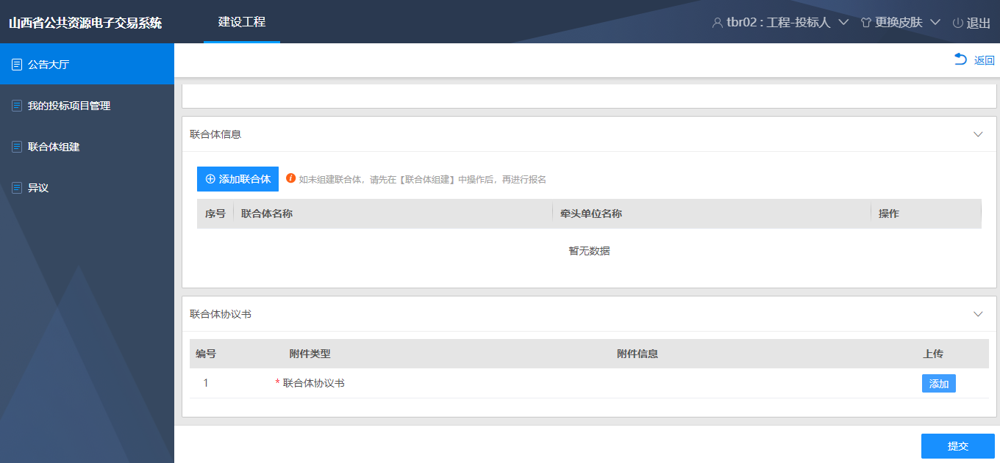 山西省公共资源电子交易系统
建设工程
tbr02 : 工程-投标人
更换皮肤
退出
公告大厅
我的投标项目管理
联合体组建
异议
返回
联合体信息
添加联合体
如未组建联合体，请先在【联合体组建】中操作后，再进行报名
序号 联合体名称 牵头单位名称 操作
暂无数据
联合体协议书
编号 附件类型 附件信息 上传
1 * 联合体协议书 添加
提交